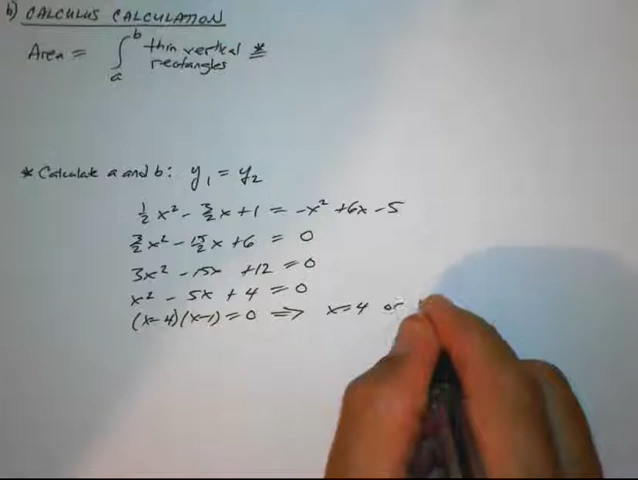 b) CALCULUS CALCULATION
Area = ∫ₐᵇ thin vertical *
rectangles
* Calculate a and b: y₁ = y₂
½x² - 3/2x + 1 = -x² + 6x - 5
3/2x² - 15/2x + 6 = 0
3x² - 15x + 12 = 0
x² - 5x + 4 = 0
(x-4)(x-1) = 0 ⟹ x=4 or